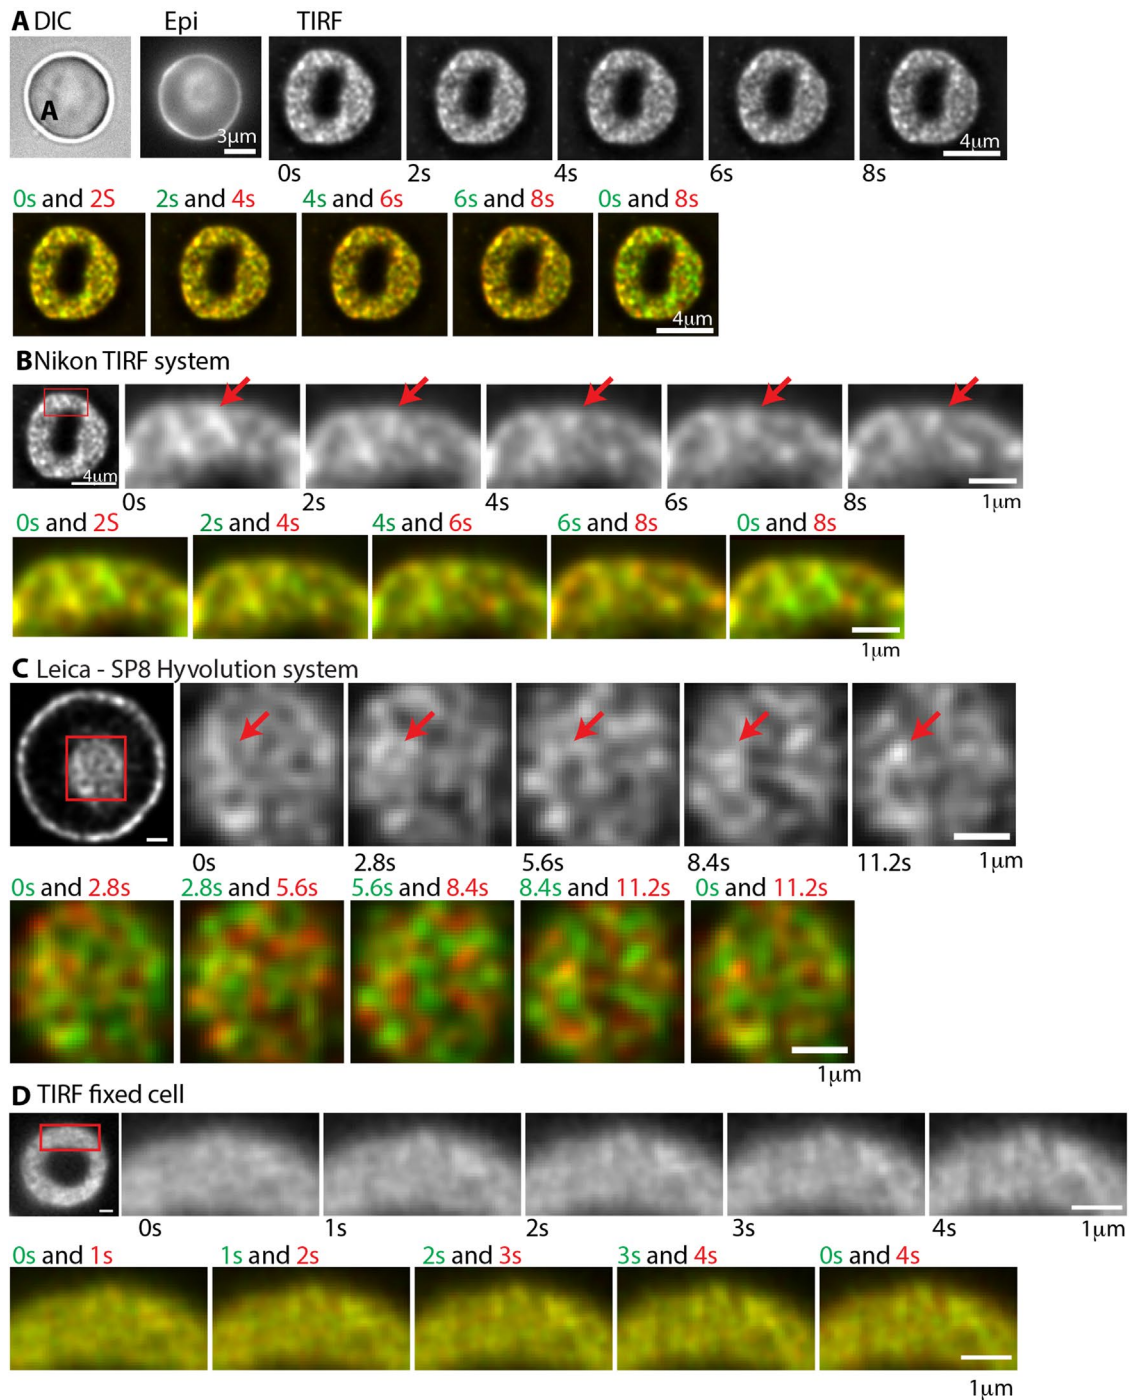 A DIC Epi TIRF
A
3µm
4µm
0s 2s 4s 6s 8s
0s and 2S 2s and 4s 4s and 6s 6s and 8s 0s and 8s
4µm
B Nikon TIRF system
4µm
0s 2s 4s 6s 8s 1µm
0s and 2S 2s and 4s 4s and 6s 6s and 8s 0s and 8s
1µm
C Leica - SP8 Hyvolution system
0s 2.8s 5.6s 8.4s 11.2s 1µm
0s and 2.8s 2.8s and 5.6s 5.6s and 8.4s 8.4s and 11.2s 0s and 11.2s
1µm
D TIRF fixed cell
0s 1s 2s 3s 4s 1µm
0s and 1s 1s and 2s 2s and 3s 3s and 4s 0s and 4s
1µm